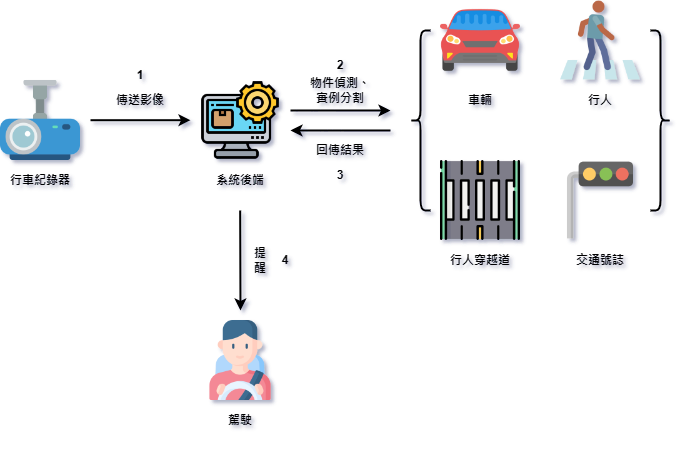 1
傳送影像
2
物件偵測、
實例分割
回傳結果
3
車輛
行人
行車紀錄器
系統後端
行人穿越道
交通號誌
提
醒
4
駕駛